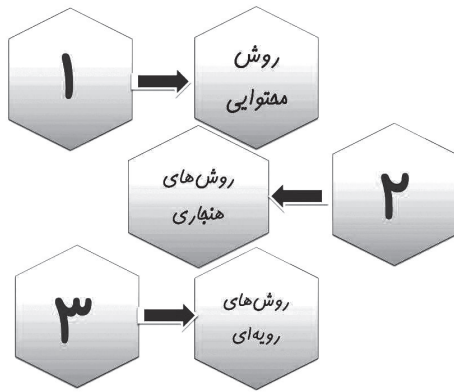 ۱
روش
محتوایی
۲
روش‌های
هنجاری
۳
روش‌های
رویه‌ای